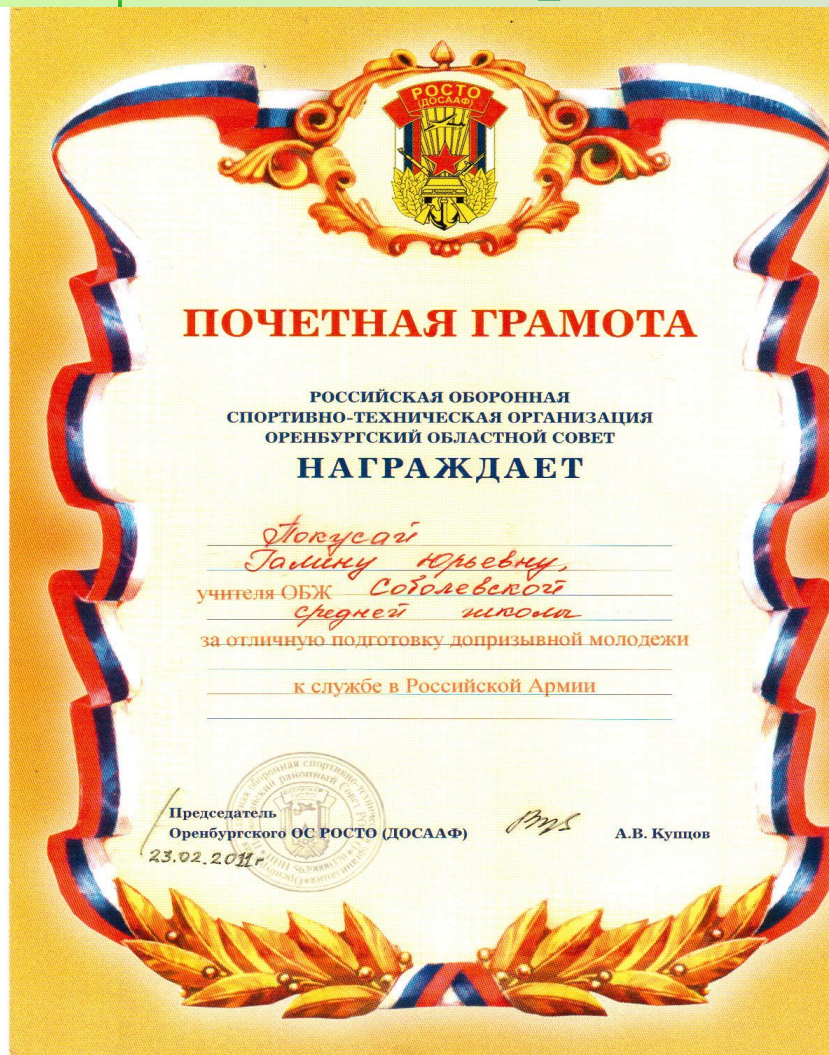 РОСТО
(ДОСААФ)
ПОЧЕТНАЯ ГРАМОТА
РОССИЙСКАЯ ОБОРОННАЯ
СПОРТИВНО-ТЕХНИЧЕСКАЯ ОРГАНИЗАЦИЯ
ОРЕНБУРГСКИЙ ОБЛАСТНОЙ СОВЕТ
НАГРАЖДАЕТ
Покусай
Галину Юрьевну,
учителя ОБЖ Соболевской
средней школы
за отличную подготовку допризывной молодежи
к службе в Российской Армии
Председатель
Оренбургского ОС РОСТО (ДОСААФ) А.В. Купцов
23.02.2011г